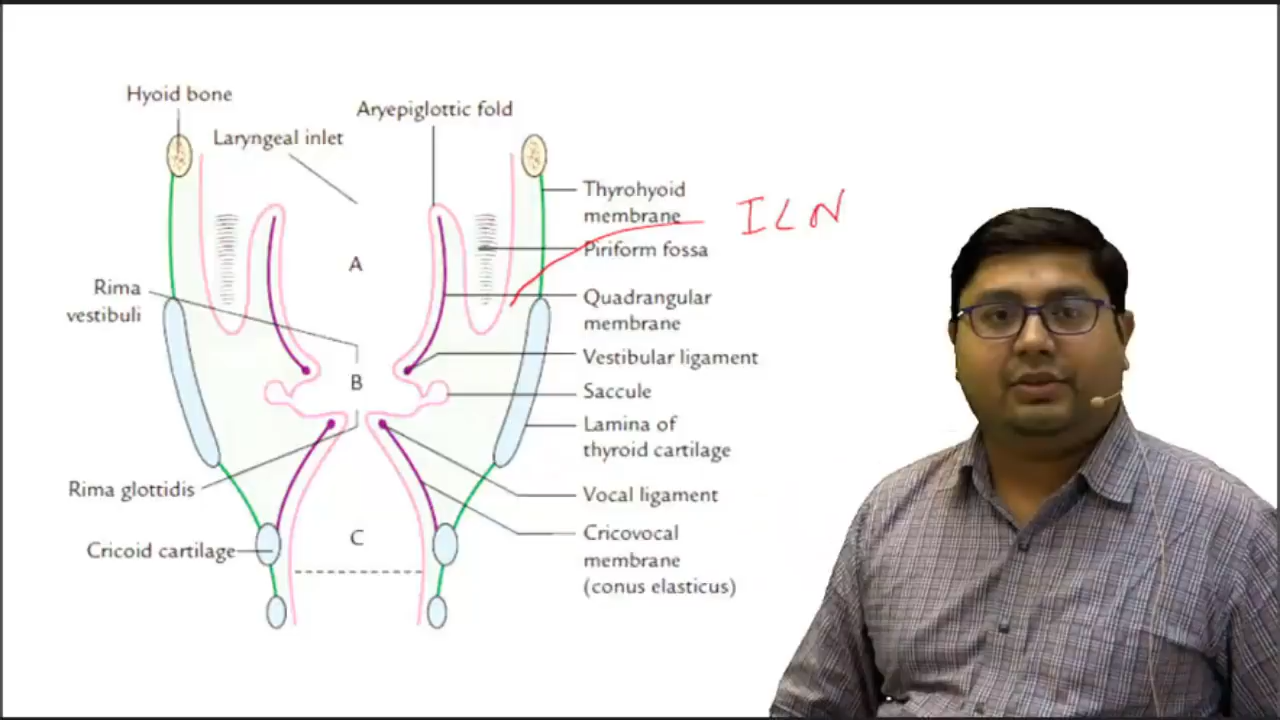 Hyoid bone
Aryepiglottic fold
Laryngeal inlet
Thyrohyoid
membrane
ILN
Piriform fossa
A
Rima
vestibuli
Quadrangular
membrane
Vestibular ligament
B
Saccule
Lamina of
thyroid cartilage
Rima glottidis
Vocal ligament
Cricovocal
membrane
(conus elasticus)
C
Cricoid cartilage